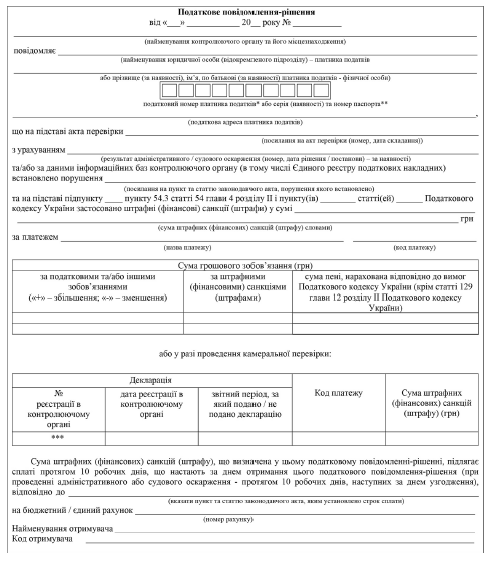 Податкове повідомлення-рішення
від «___» ____________ 20__ року № ___________
(найменування контролюючого органу та його місцезнаходження)
повідомляє
(найменування юридичної особи (відокремленого підрозділу) – платника податків
або прізвище (за наявності), ім’я, по батькові (за наявності) платника податків - фізичної особи)
податковий номер платника податків* або серія (наявності) та номер паспорта**
,
(податкова адреса платника податків)
що на підставі акта перевірки
(посилання на акт перевірки (номер, дата складання))
з урахуванням
(результат адміністративного / судового оскарження (номер, дата рішення / постанови) – за наявності)
та/або за даними інформаційних баз контролюючого органу (в тому числі Єдиного реєстру податкових накладних)
встановлено порушення
(посилання на пункт та статтю законодавчого акта, порушення якого встановлено)
та на підставі підпункту ____ пункту 54.3 статті 54 глави 4 розділу II і пункту(ів) ________ статті(ей) ______ Податкового
кодексу України застосовано штрафні (фінансові) санкції (штрафи) у сумі
грн
(сума штрафних (фінансових) санкцій (штрафу) словами)
за платежем
(назва платежу) (код платежу)
Сума грошового зобов’язання (грн)
за податковими та/або іншими зобов’язаннями («+» – збільшення; «-» – зменшення)
за штрафними (фінансовими) санкціями (штрафами)
сума пені, нарахована відповідно до вимог Податкового кодексу України (крім статті 129 глави 12 розділу II Податкового кодексу України)
або у разі проведення камеральної перевірки:
Декларація
Код платежу
Сума штрафних (фінансових) санкцій (штрафу) (грн)
№ реєстрації в контролюючому органі
дата реєстрації в контролюючому органі
звітний період, за який подано / не подано декларацію
***
Сума штрафних (фінансових) санкцій (штрафу), що визначена у цьому податковому повідомленні-рішенні, підлягає
сплаті протягом 10 робочих днів, що настають за днем отримання цього податкового повідомлення-рішення (при
проведенні адміністративного або судового оскарження - протягом 10 робочих днів, наступних за днем узгодження),
відповідно до
(вказати пункт та статтю законодавчого акта, яким установлено строк сплати)
на бюджетний / єдиний рахунок
(номер рахунку)
Найменування отримувача
Код отримувача